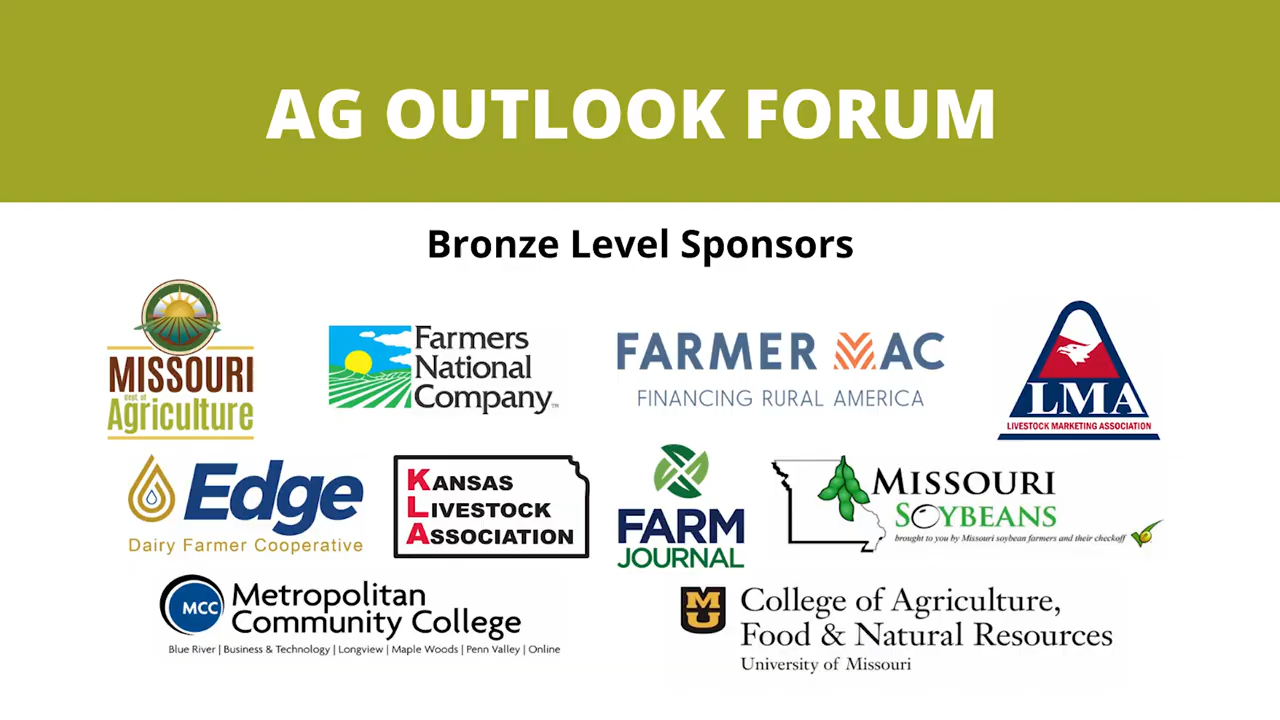 AG OUTLOOK FORUM
Bronze Level Sponsors
MISSOURI
Dept. of
Agriculture
Farmers
National
Company™
FARMER MAC
FINANCING RURAL AMERICA
LMA
LIVESTOCK MARKETING ASSOCIATION
Edge
Dairy Farmer Cooperative
KANSAS
LIVESTOCK
ASSOCIATION
FARM
JOURNAL
MISSOURI
SOYBEANS
brought to you by Missouri soybean farmers and their checkoff
MCC
Metropolitan
Community College
Blue River | Business & Technology | Longview | Maple Woods | Penn Valley | Online
MU
College of Agriculture,
Food & Natural Resources
University of Missouri